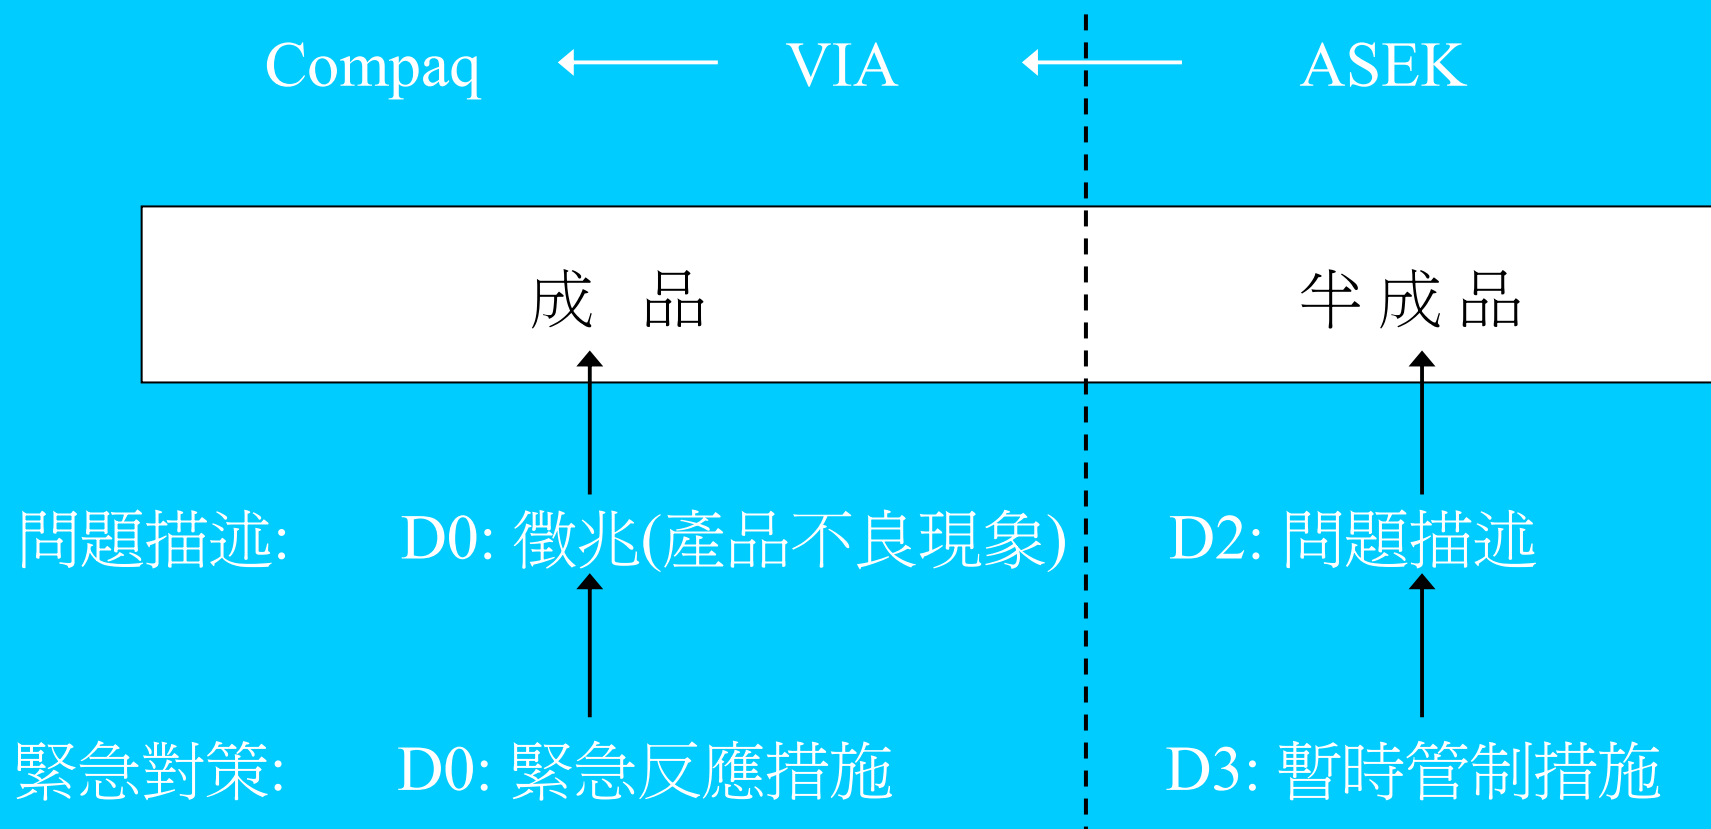 Compaq VIA ASEK
成 品 半成品
問題描述: D0: 徵兆(產品不良現象) D2: 問題描述
緊急對策: D0: 緊急反應措施 D3: 暫時管制措施